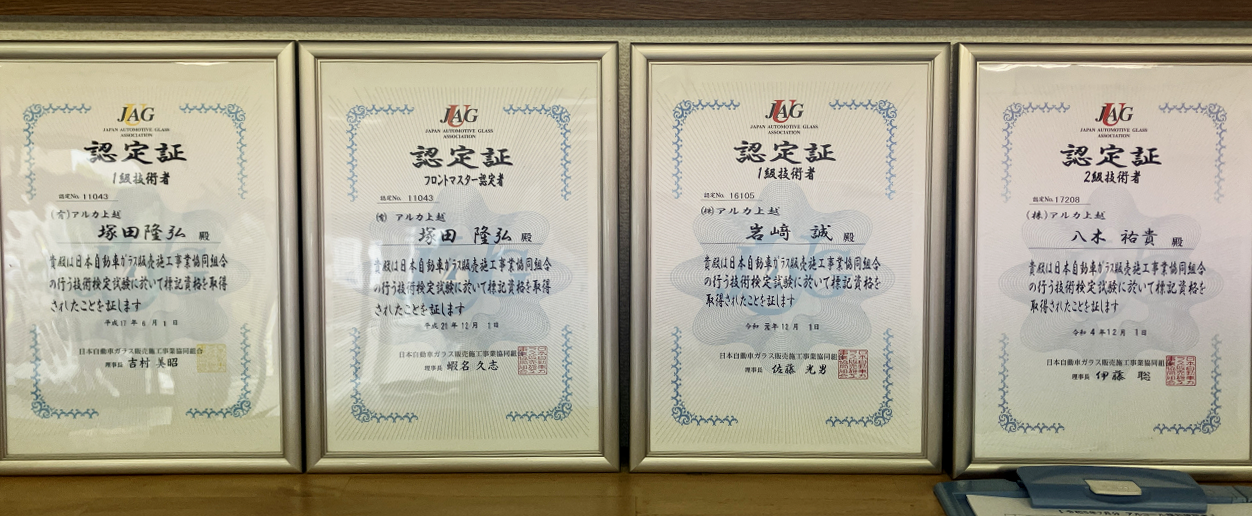 JAUG
JAPAN AUTOMOTIVE GLASS
ASSOCIATION
認定証
1級技術者
認定No. 11043
(有)アルカ上越
塚田隆弘 殿
貴殿は日本自動車ガラス販売施工事業協同組合
の行う技術検定試験に於いて標記資格を取得
されたことを証します
平成17年6月1日
日本自動車ガラス販売施工事業協同組合
理事長 吉村 美昭
JAUG
JAPAN AUTOMOTIVE GLASS
ASSOCIATION
認定証
フロントマスター認定者
認定No. 11043
(有) アルカ上越
塚田 隆弘 殿
貴殿は日本自動車ガラス販売施工事業協同組合
の行う技術検定試験に於いて標記資格を取得
されたことを証します
平成21年12月1日
日本自動車ガラス販売施工事業協同組
理事長 蝦名 久志
JAUG
JAPAN AUTOMOTIVE GLASS
ASSOCIATION
認定証
1級技術者
認定No. 16105
(株)アルカ上越
岩﨑 誠 殿
貴殿は日本自動車ガラス販売施工事業協同組合
の行う技術検定試験に於いて標記資格を
取得されたことを証します
令和 元年12月 1日
日本自動車ガラス販売施工事業協同組
理事長 佐藤 光男
JAUG
JAPAN AUTOMOTIVE GLASS
ASSOCIATION
認定証
2級技術者
認定No. 17208
(株)アルカ上越
八木 祐貴 殿
貴殿は日本自動車ガラス販売施工事業協同組合
の行う技術検定試験に於いて標記資格を
取得されたことを証します
令和 4年12月 1日
日本自動車ガラス販売施工事業協同組
理事長 伊藤 聡